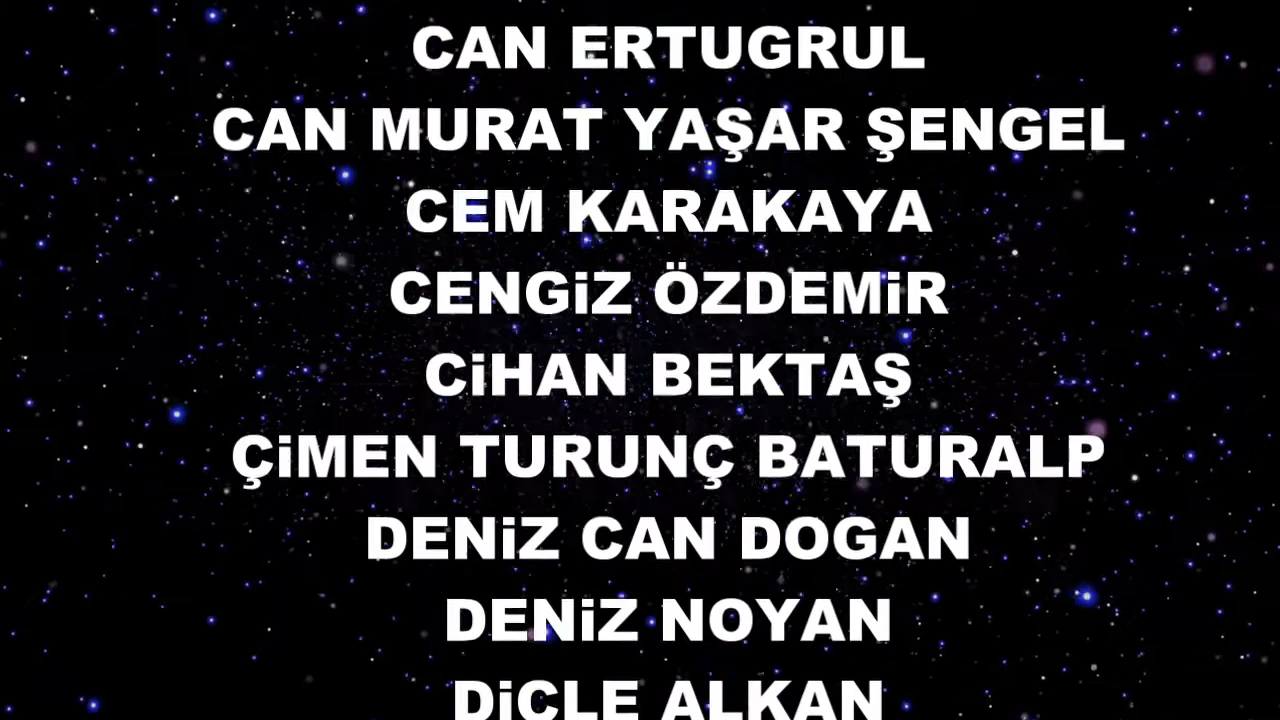 CAN ERTUGRUL
CAN MURAT YAŞAR ŞENGEL
CEM KARAKAYA
CENGiZ ÖZDEMiR
CiHAN BEKTAŞ
ÇiMEN TURUNÇ BATURALP
DENiZ CAN DOGAN
DENiZ NOYAN
DiCLE ALKAN